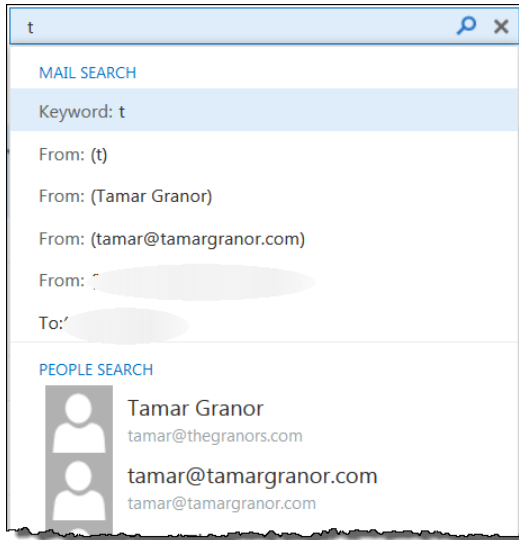 t
MAIL SEARCH
Keyword: t
From: (t)
From: (Tamar Granor)
From: (tamar@tamargranor.com)
From:
To:
PEOPLE SEARCH
Tamar Granor
tamar@thegranors.com
tamar@tamargranor.com
tamar@tamargranor.com